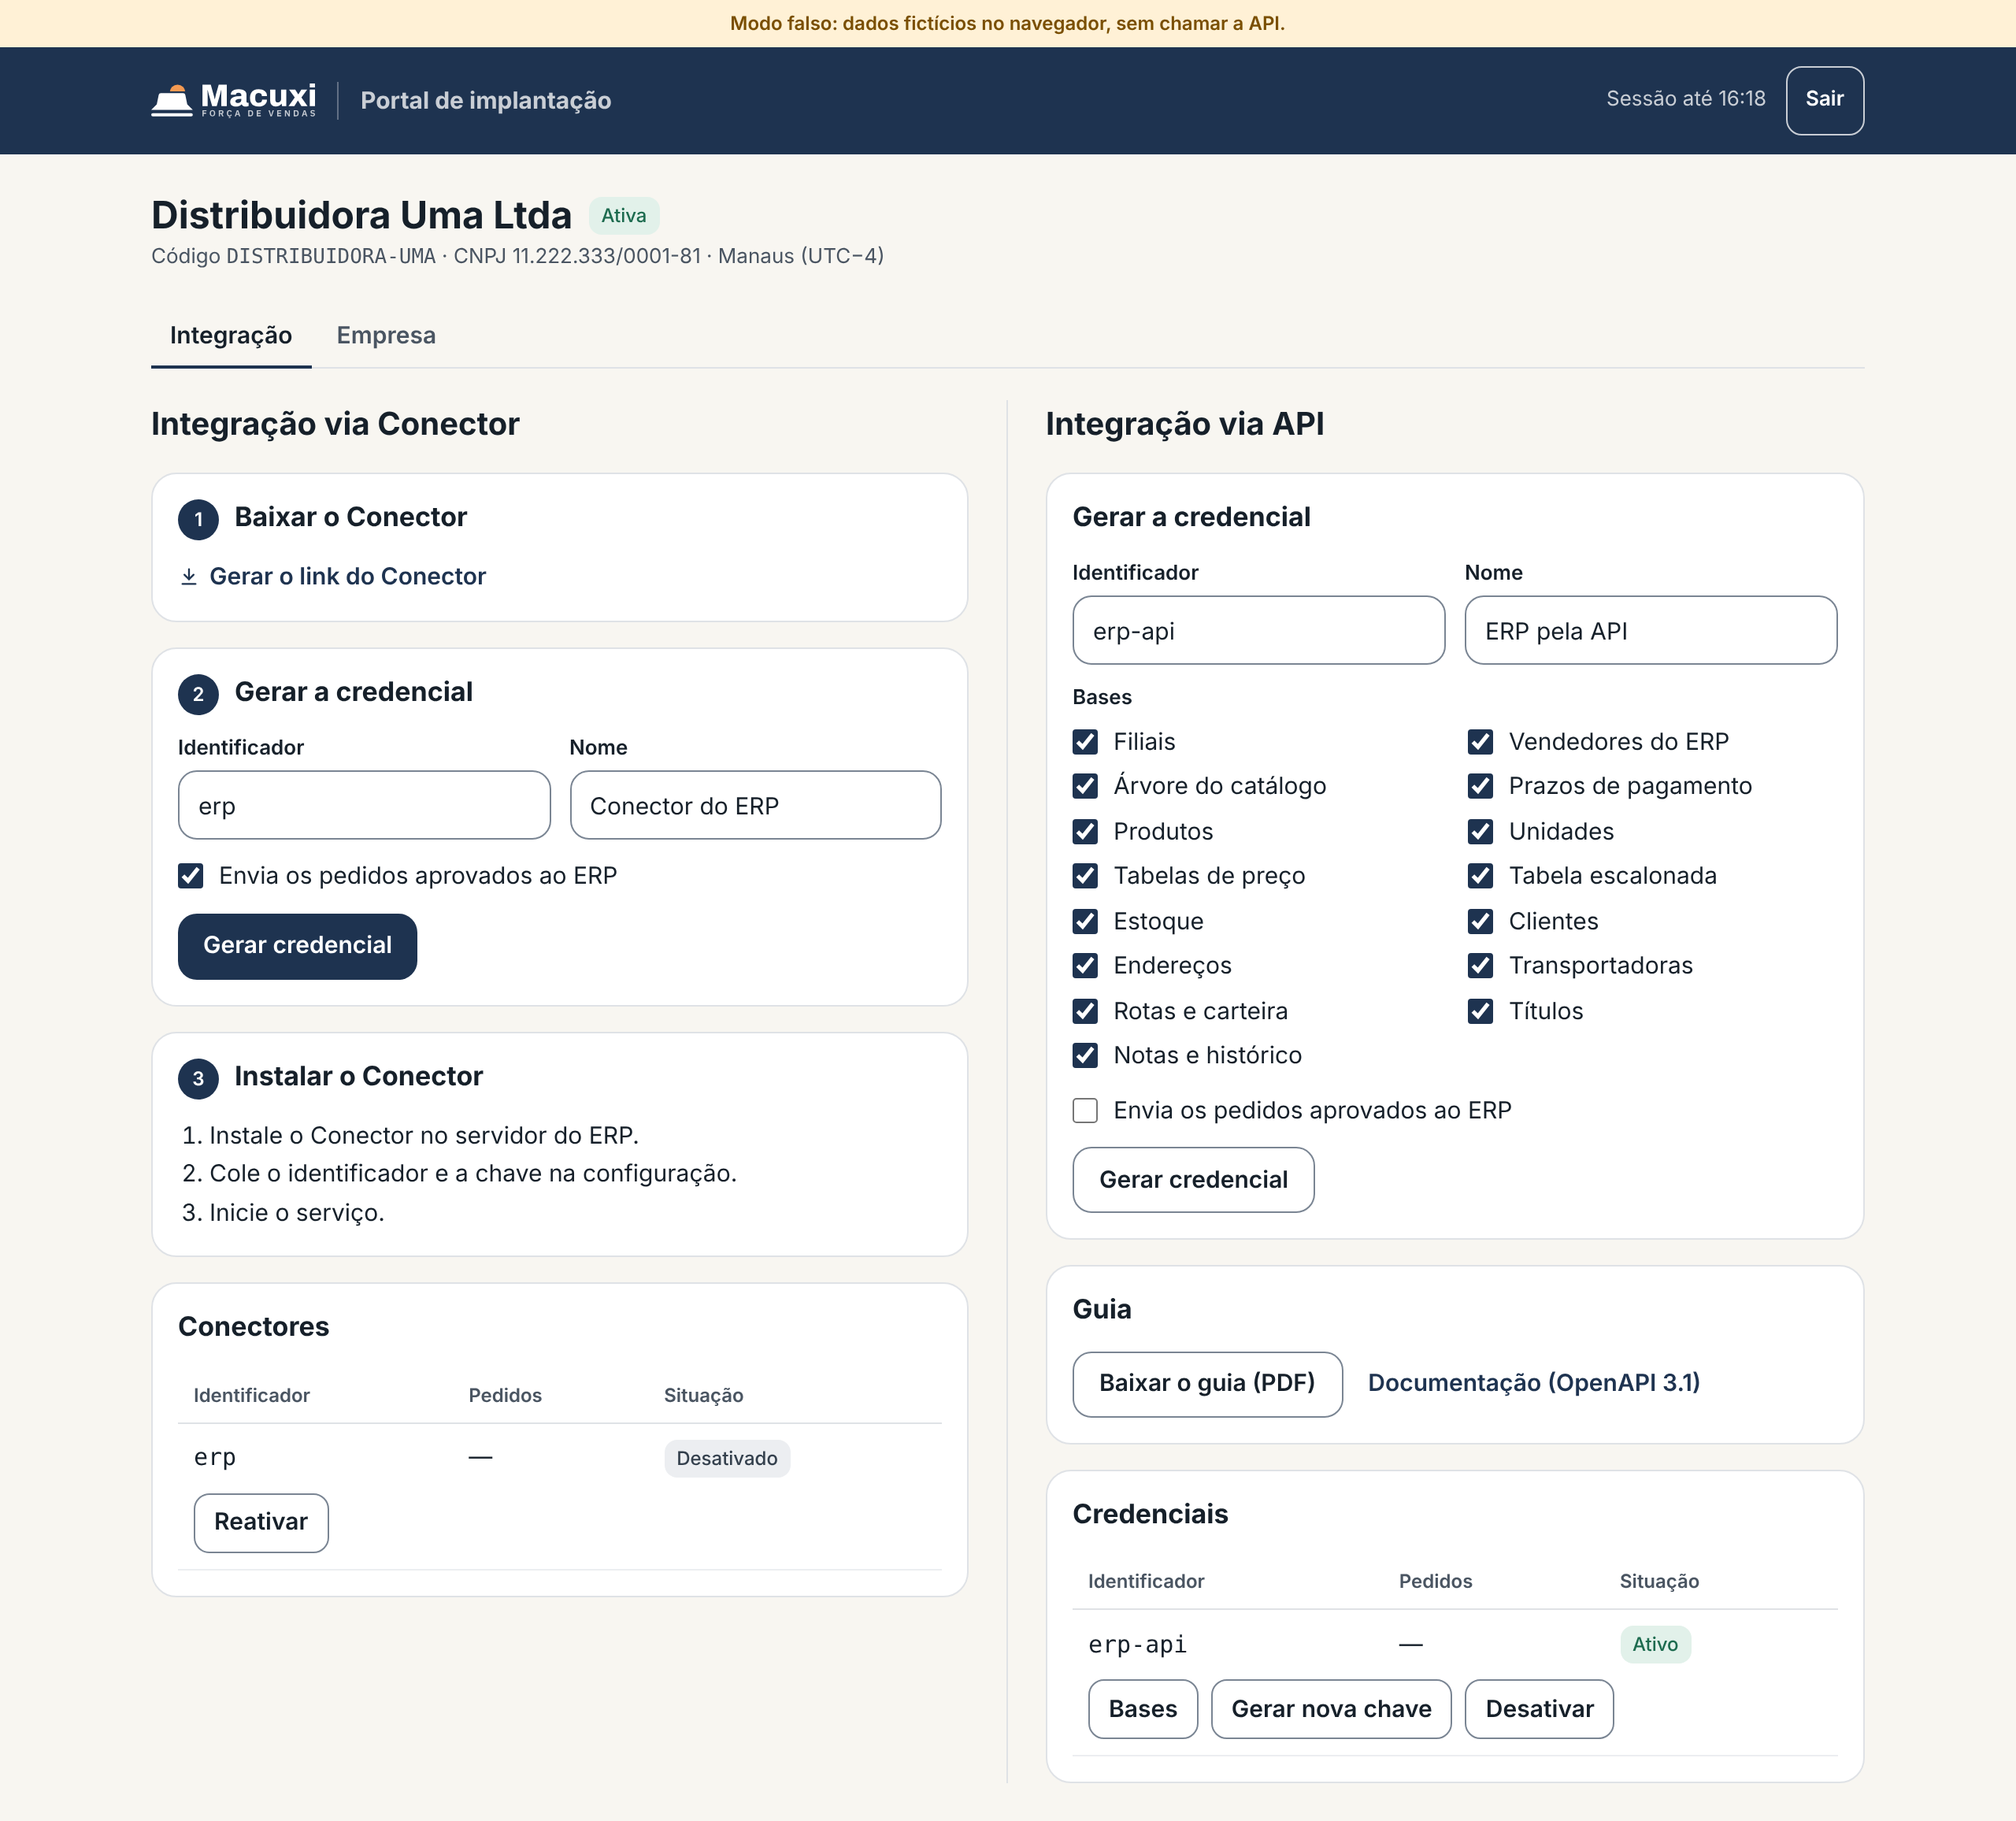 Modo falso: dados fictícios no navegador, sem chamar a API.
Macuxi
FORÇA DE VENDAS
Portal de implantação
Sessão até 16:18
Sair
Distribuidora Uma Ltda
Ativa
Código DISTRIBUIDORA-UMA · CNPJ 11.222.333/0001-81 · Manaus (UTC−4)
Integração
Empresa
Integração via Conector
1
Baixar o Conector
Gerar o link do Conector
2
Gerar a credencial
Identificador
Nome
erp
Conector do ERP
Envia os pedidos aprovados ao ERP
Gerar credencial
3
Instalar o Conector
1. Instale o Conector no servidor do ERP.
2. Cole o identificador e a chave na configuração.
3. Inicie o serviço.
Conectores
Identificador
Pedidos
Situação
erp
—
Desativado
Reativar
Integração via API
Gerar a credencial
Identificador
Nome
erp-api
ERP pela API
Bases
Filiais
Vendedores do ERP
Árvore do catálogo
Prazos de pagamento
Produtos
Unidades
Tabelas de preço
Tabela escalonada
Estoque
Clientes
Endereços
Transportadoras
Rotas e carteira
Títulos
Notas e histórico
Envia os pedidos aprovados ao ERP
Gerar credencial
Guia
Baixar o guia (PDF)
Documentação (OpenAPI 3.1)
Credenciais
Identificador
Pedidos
Situação
erp-api
—
Ativo
Bases
Gerar nova chave
Desativar